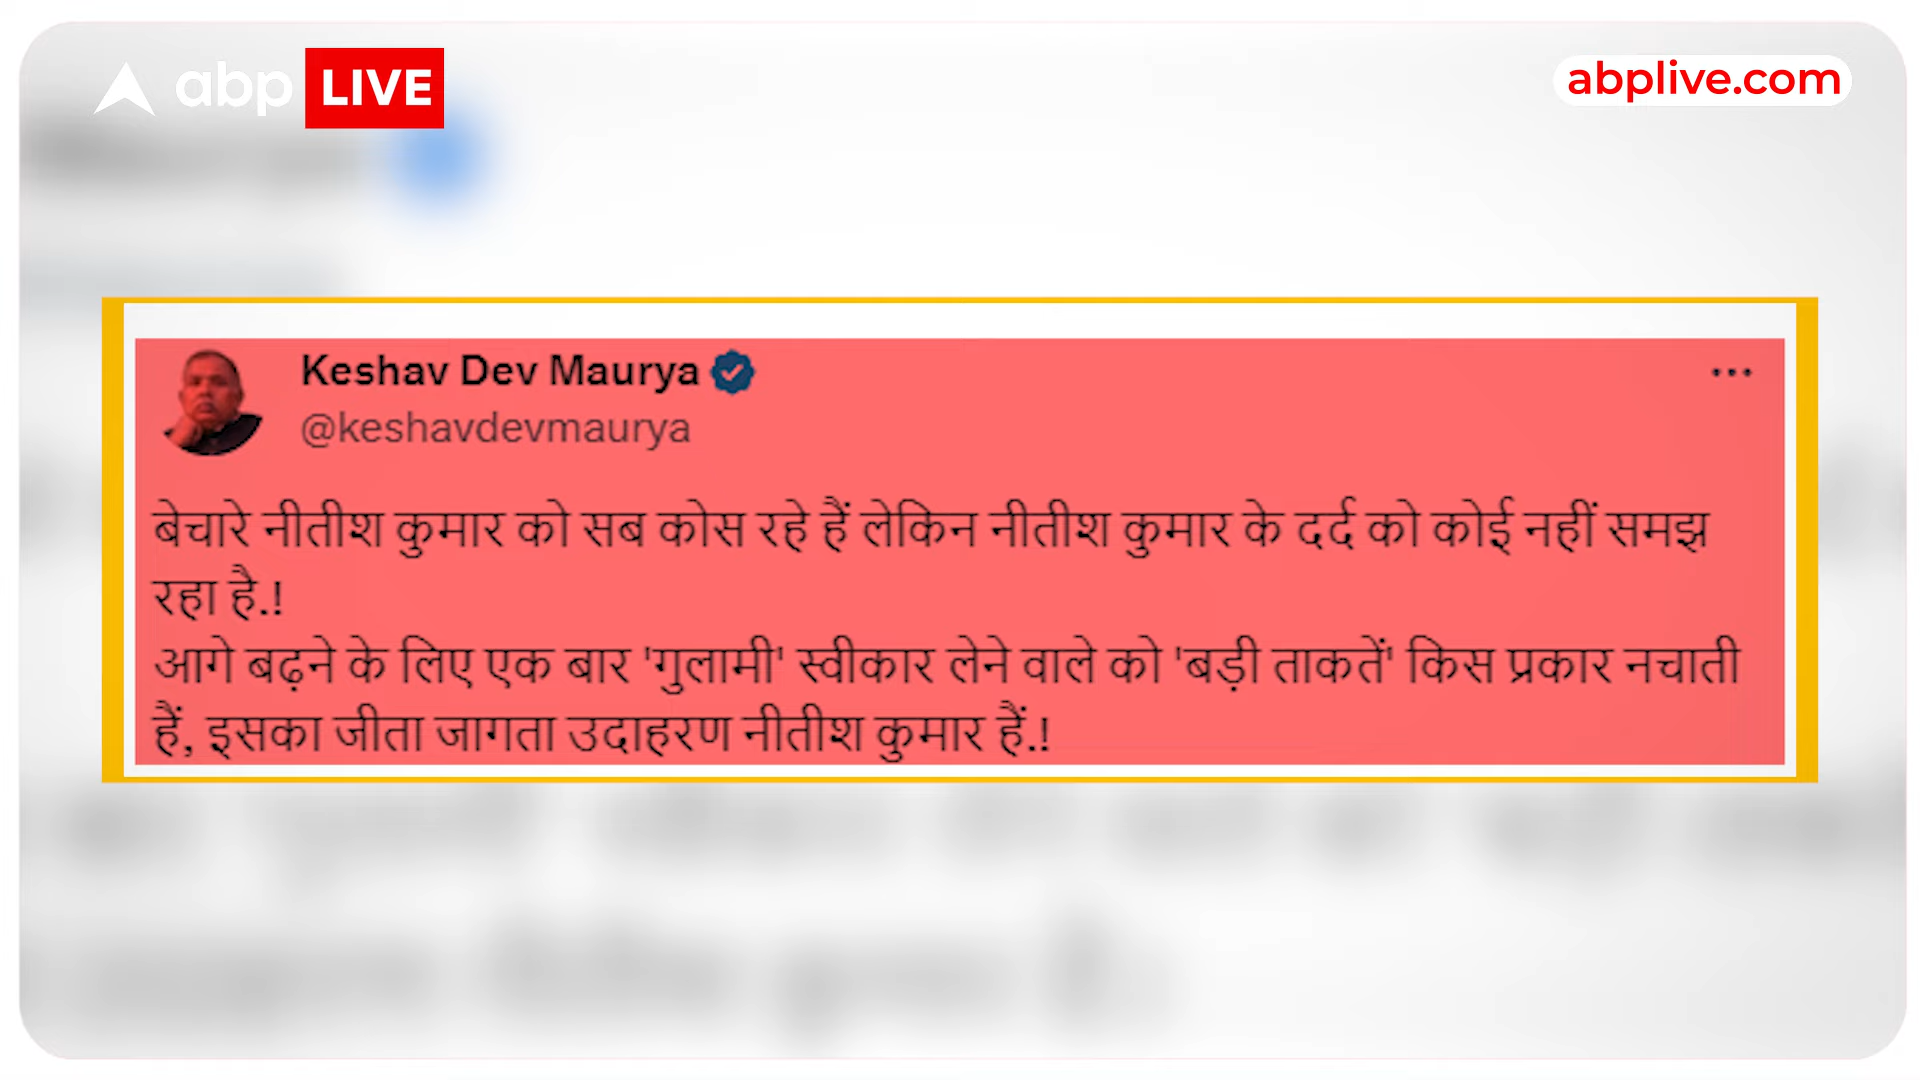 abp LIVE
abplive.com
Keshav Dev Maurya
@keshavdevmaurya
बेचारे नीतीश कुमार को सब कोस रहे हैं लेकिन नीतीश कुमार के दर्द को कोई नहीं समझ
रहा है.!
आगे बढ़ने के लिए एक बार 'गुलामी' स्वीकार लेने वाले को 'बड़ी ताकतें' किस प्रकार नचाती
हैं, इसका जीता जागता उदाहरण नीतीश कुमार हैं.!